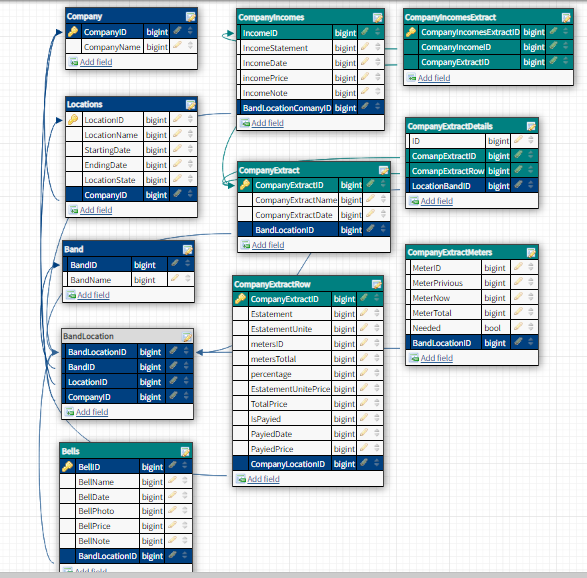 Company
CompanyID bigint
CompanyName bigint
Add field
Locations
LocationID bigint
LocationName bigint
StartingDate bigint
EndingDate bigint
LocationState bigint
CompanyID bigint
Add field
Band
BandID bigint
BandName bigint
Add field
BandLocation
BandLocationID bigint
BandID bigint
LocationID bigint
CompanyID bigint
Add field
Bells
BellID bigint
BellName bigint
BellDate bigint
BellPhoto bigint
BellPrice bigint
BellNote bigint
BandLocationID bigint
Add field
CompanyIncomes
IncomeID bigint
IncomeStatement bigint
IncomeDate bigint
incomePrice bigint
IncomeNote bigint
BandLocationComanyID bigint
Add field
CompanyExtract
CompanyExtractID bigint
CompanyExtractName bigint
CompanyExtractDate bigint
BandLocationID bigint
Add field
CompanyExtractRow
CompanyExtractID bigint
Estatement bigint
EstatementUnite bigint
metersID bigint
metersTotlal bigint
percentage bigint
EstatementUnitePrice bigint
TotalPrice bigint
IsPayied bigint
PayiedDate bigint
PayiedPrice bigint
CompanyLocationID bigint
Add field
CompanyIncomesExtract
CompanyIncomesExtractID bigint
CompanyIncomeID bigint
CompanyExtractID bigint
Add field
CompanyExtractDetails
ID bigint
CompanyExtractID bigint
CompanyExtractRow bigint
LocationBandID bigint
Add field
CompanyExtractMeters
MeterID bigint
MeterPrivious bigint
MeterNow bigint
MeterTotal bigint
Needed bool
BandLocationID bigint
Add field